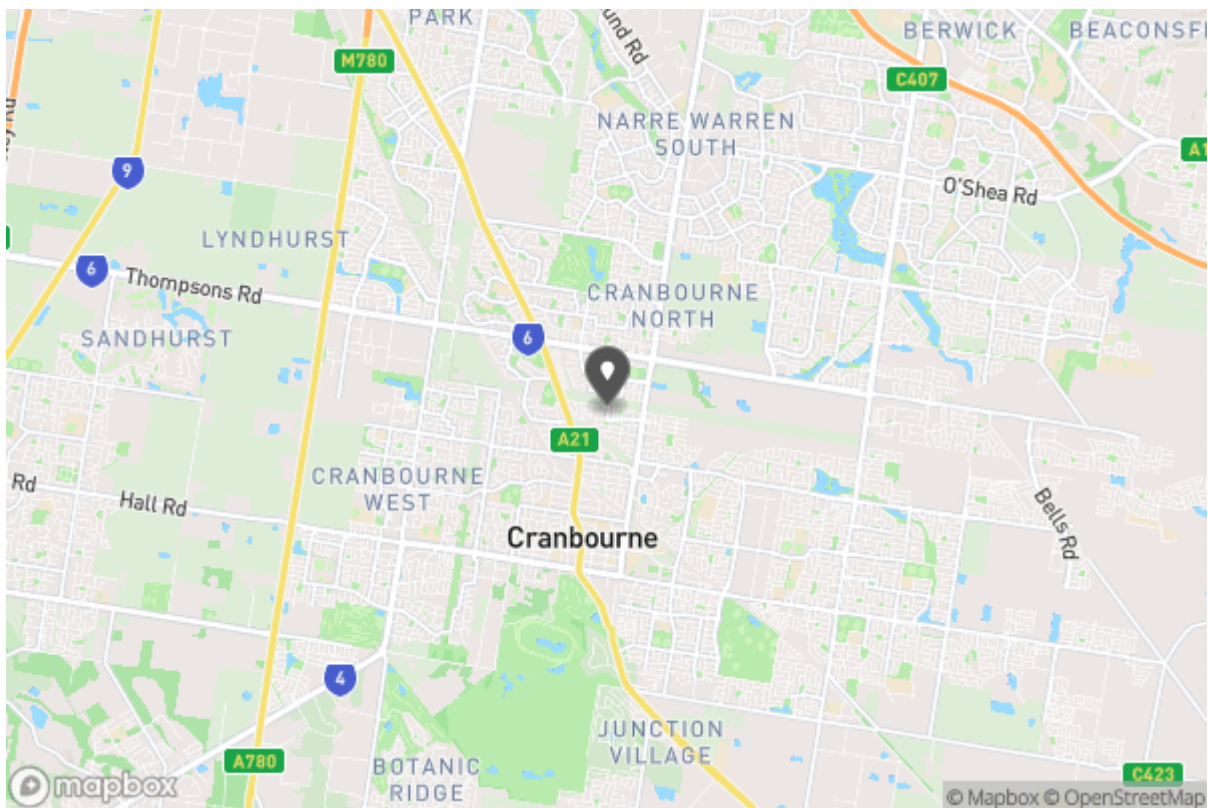 PARK
und Rd
BERWICK
BEACONSF
M780
C407
NARRE WARREN
SOUTH
A1
9
O'Shea Rd
LYNDHURST
6
Thompsons Rd
CRANBOURNE
NORTH
SANDHURST
6
A21
CRANBOURNE
WEST
Rd
Hall Rd
Bells Rd
Cranbourne
4
JUNCTION
VILLAGE
A780
BOTANIC
RIDGE
C423
mapbox
© Mapbox © OpenStreetMap